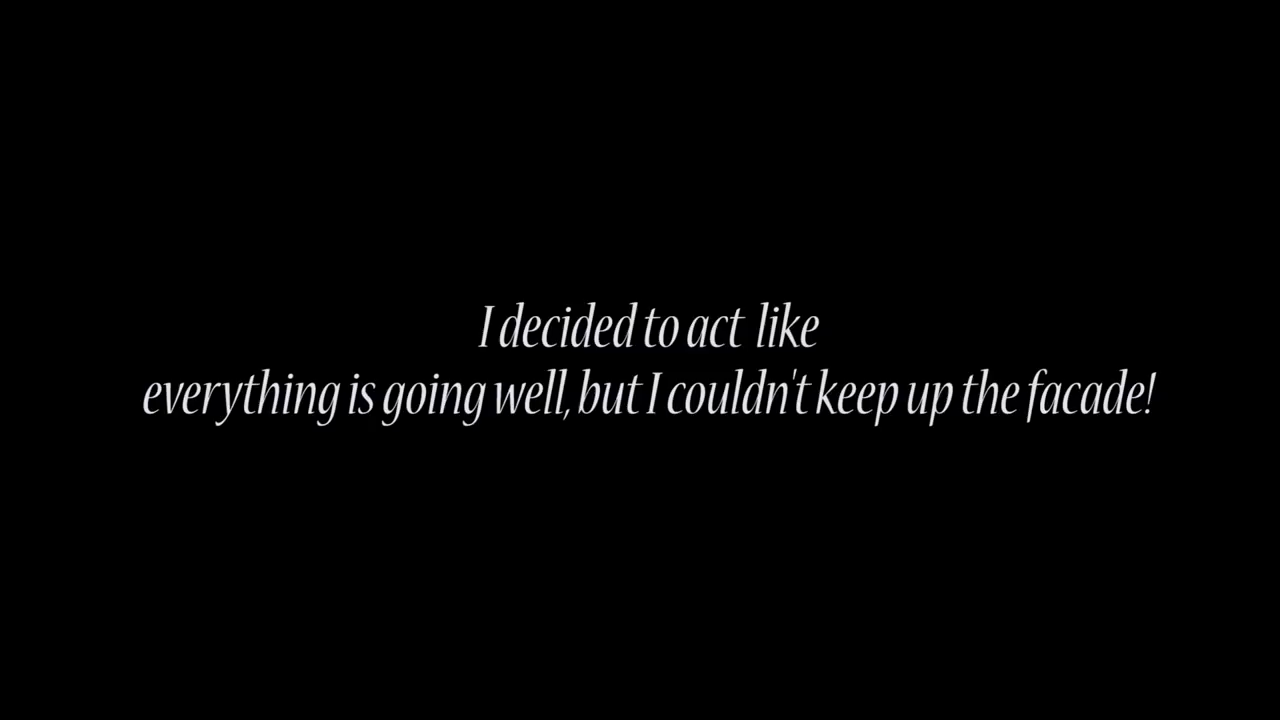 I decided to act  like
everything is going well, but I couldn't keep up the facade!